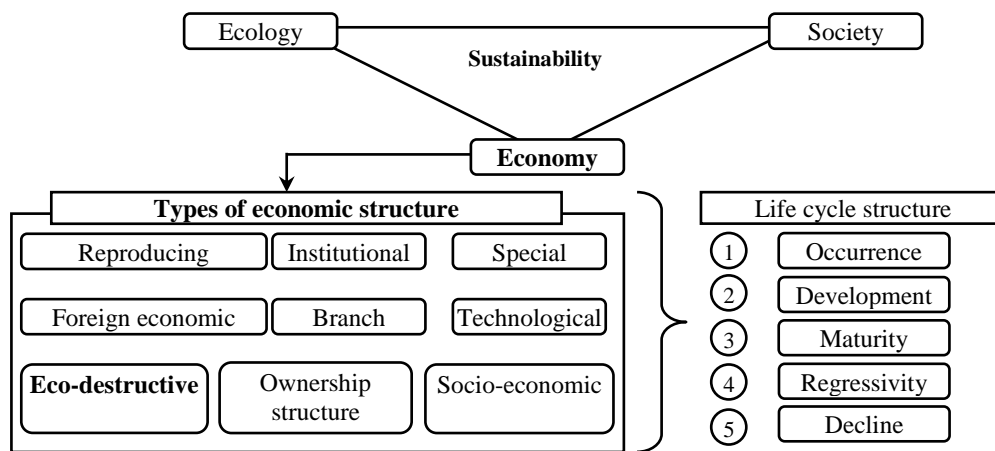 Ecology
Society
Sustainability
Economy
Types of economic structure
Reproducing
Institutional
Special
Foreign economic
Branch
Technological
Eco-destructive
Ownership
structure
Socio-economic
Life cycle structure
1 Occurrence
2 Development
3 Maturity
4 Regressivity
5 Decline